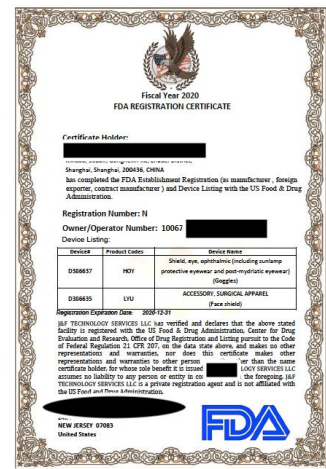 Fiscal Year 2020
FDA REGISTRATION CERTIFICATE
Certificate Holder:
Shanghai, Shanghai, 200436, CHINA
has completed the FDA Establishment Registration (as manufacturer , foreign
exporter, contract manufacturer ) and Device Listing with the US Food & Drug
Administration.
Registration Number: N
Owner/Operator Number: 10067
Device Listing:
Device# Product Codes Device Name
D386637 HOY Shield, eye, ophthalmic (including sunlamp
protective eyewear and post-mydriatic eyewear)
(Goggles)
D386635 LYU ACCESSORY, SURGICAL APPAREL
(Face shield)
Registration Expiration Date: 2020-12-31
J&F TECHNOLOGY SERVICES LLC has verified and declares that the above stated
facility is registered with the US Food & Drug Administration, Center for Drug
Evaluation and Research, Office of Drug Registration and Listing pursuit to the Code
of Federal Regulation 21 CFR 207, on the data state above, and makes no other
representations and warranties, nor does this certificate makes other
representations and warranties to other person er than the name
certificate holder, for whose sole benefit it is issued LOGY SERVICES LLC
assumes no liability to any person or entity in co the foregoing. J&F
TECHNOLOGY SERVICES LLC is a private registration agent and is not affiliated with
the US Food and Drug Administration.
NEW JERSEY 07083
United States
FDA